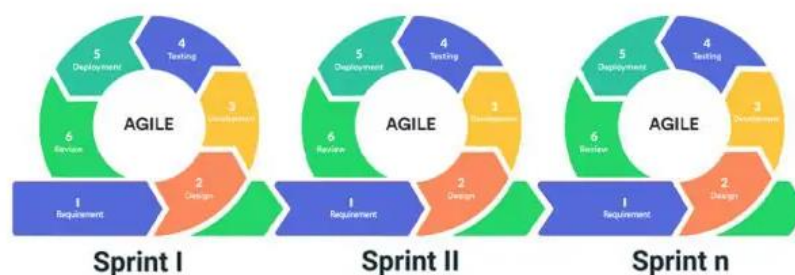 5
Deployment
4
Testing
3
Development
AGILE
6
Review
2
Design
1
Requirement
Sprint I
5
Deployment
4
Testing
3
Development
AGILE
6
Review
2
Design
1
Requirement
Sprint II
5
Deployment
4
Testing
3
Development
AGILE
6
Review
2
Design
1
Requirement
Sprint n